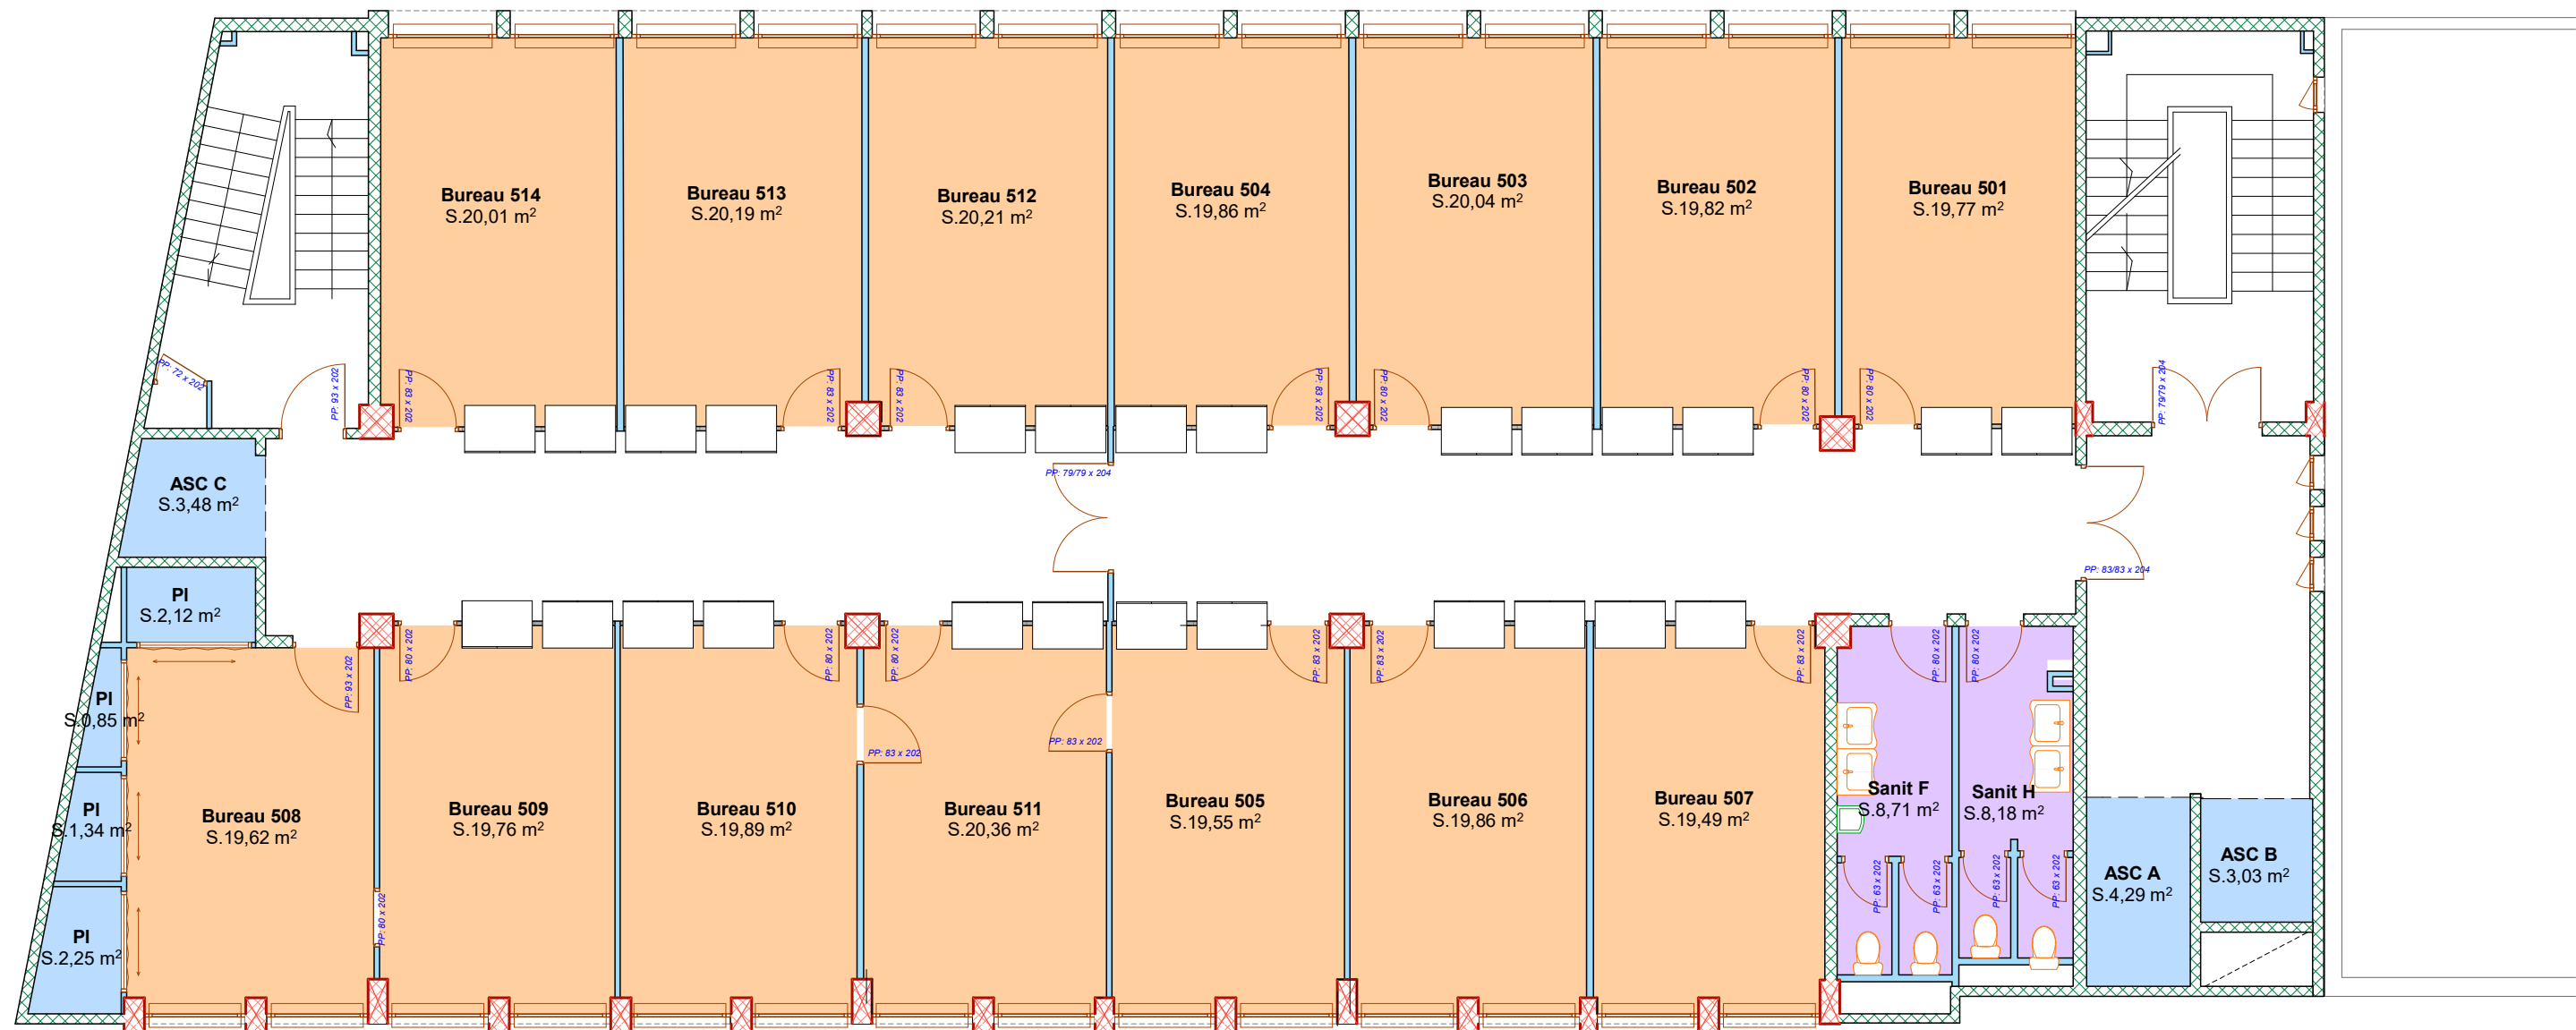 Bureau 514
S.20,01 m²
Bureau 513
S.20,19 m²
Bureau 512
S.20,21 m²
Bureau 504
S.19,86 m²
Bureau 503
S.20,04 m²
Bureau 502
S.19,82 m²
Bureau 501
S.19,77 m²
PP: 72 x 202
PP: 93 x 202
PP: 83 x 202
PP: 83 x 202
PP: 83 x 202
PP: 83 x 202
PP: 80 x 202
PP: 80 x 202
PP: 80 x 202
PP: 79/79 x 204
ASC C
S.3,48 m²
PP: 79/79 x 204
PP: 83/83 x 204
PI
S.2,12 m²
PP: 93 x 202
PP: 80 x 202
PP: 80 x 202
PP: 80 x 202
PP: 83 x 202
PP: 83 x 202
PP: 83 x 202
PP: 80 x 202
PP: 80 x 202
PI
S.0,85 m²
PP: 83 x 202
PP: 83 x 202
PI
S.1,34 m²
Bureau 508
S.19,62 m²
Bureau 509
S.19,76 m²
Bureau 510
S.19,89 m²
Bureau 511
S.20,36 m²
Bureau 505
S.19,55 m²
Bureau 506
S.19,86 m²
Bureau 507
S.19,49 m²
Sanit F
S.8,71 m²
Sanit H
S.8,18 m²
PP: 80 x 202
PP: 63 x 202
PP: 63 x 202
PP: 63 x 202
PP: 63 x 202
ASC A
S.4,29 m²
ASC B
S.3,03 m²
PI
S.2,25 m²